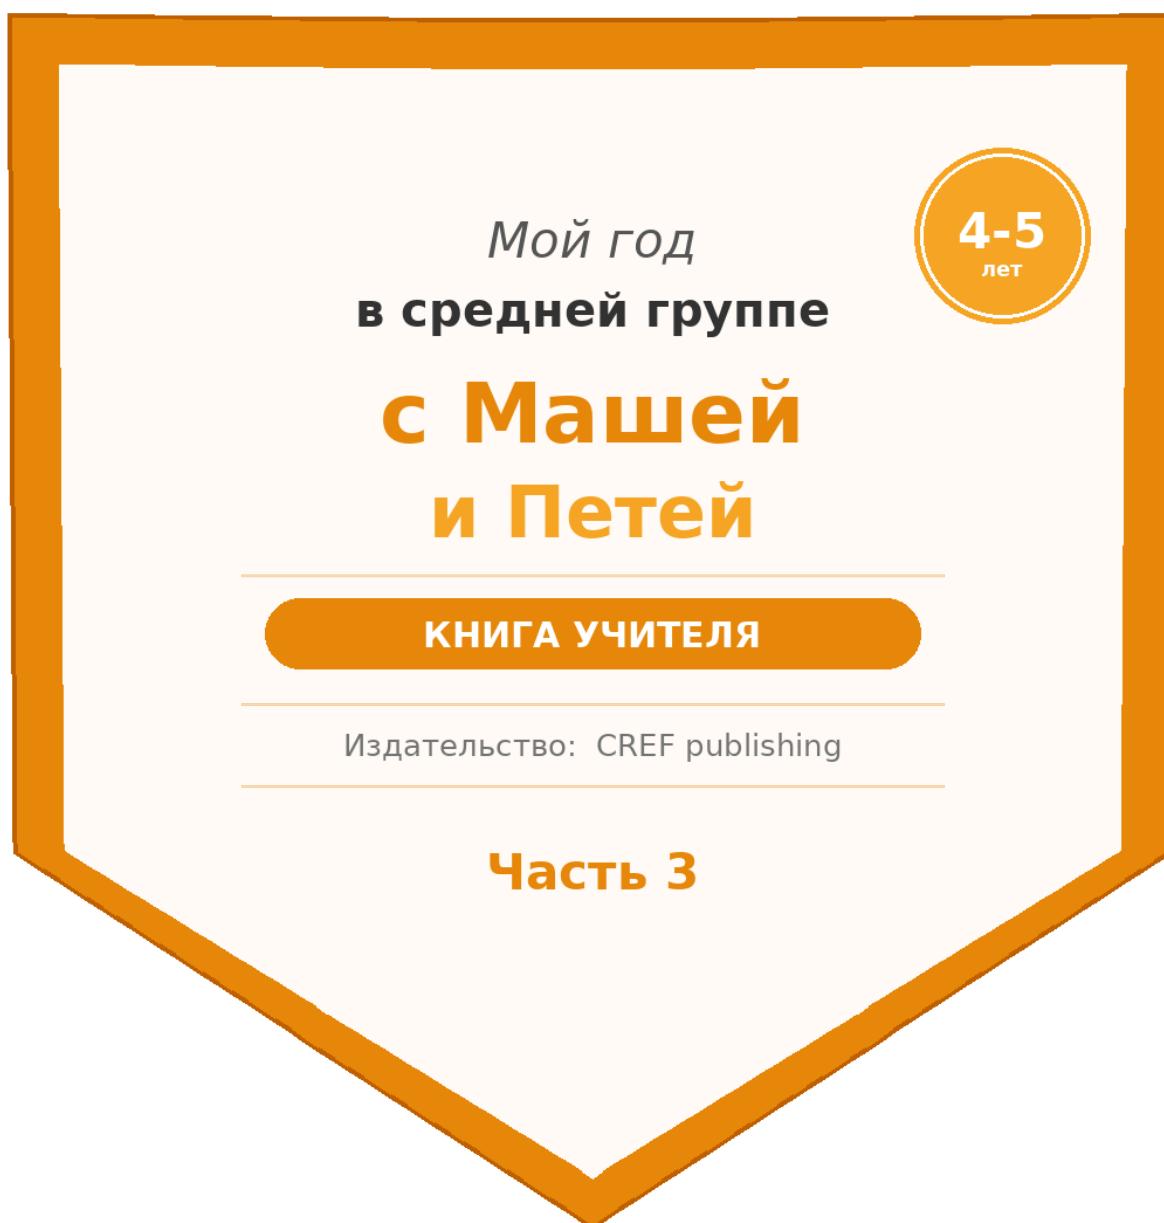 Мой год
в средней группе
с Машей
и Петей
4-5
лет
КНИГА УЧИТЕЛЯ
Издательство: CREF publishing
Часть 3